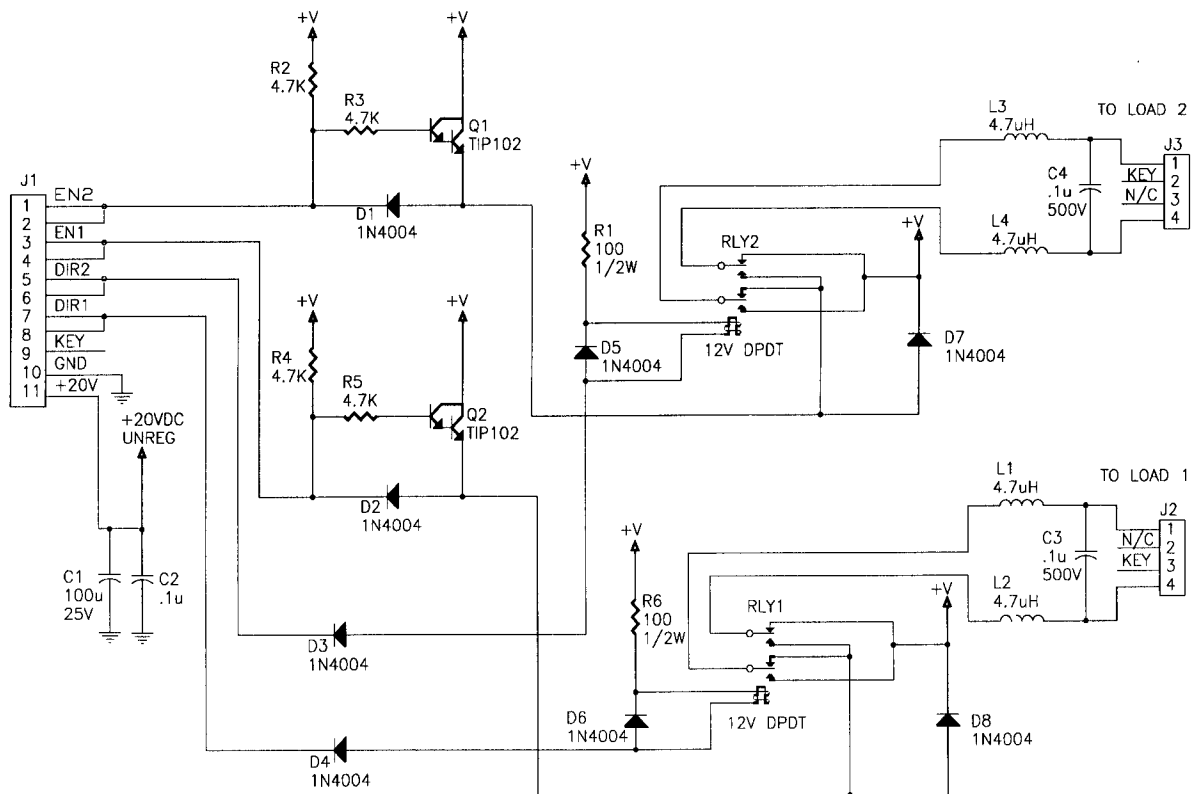 +V
+V
R2
4.7K
R3
4.7K
Q1
TIP102
D1
1N4004
J1
1
2
3
4
5
6
7
8
9
10
11
EN2
EN1
DIR2
DIR1
KEY
GND
+20V
+20VDC
UNREG
C1
100u
25V
C2
.1u
+V
+V
R4
4.7K
R5
4.7K
Q2
TIP102
D2
1N4004
D3
1N4004
D4
1N4004
+V
R1
100
1/2W
D5
1N4004
RLY2
12V DPDT
+V
D7
1N4004
L3
4.7uH
L4
4.7uH
C4
.1u
500V
TO LOAD 2
J3
1
KEY
2
N/C
3
4
+V
R6
100
1/2W
D6
1N4004
RLY1
12V DPDT
+V
D8
1N4004
L1
4.7uH
L2
4.7uH
C3
.1u
500V
TO LOAD 1
J2
1
N/C
2
KEY
3
4